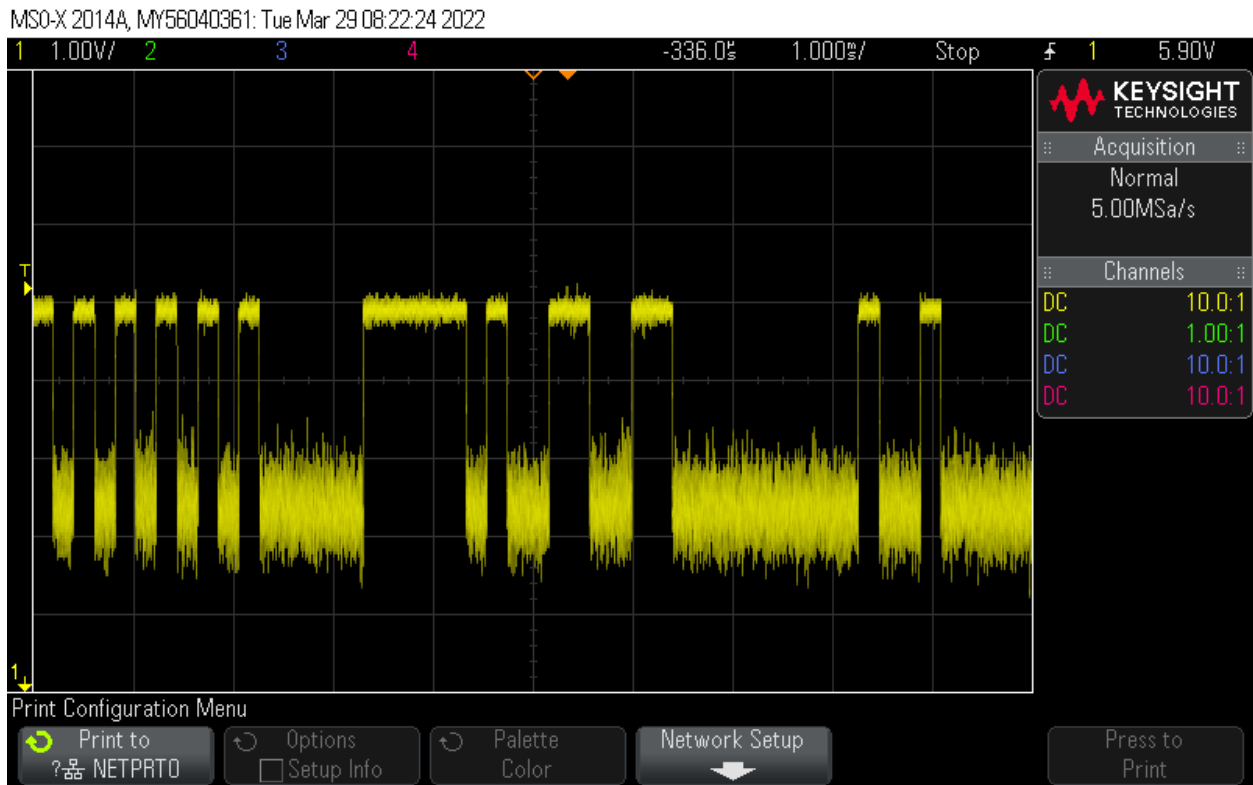 MSO-X 2014A, MY56040361: Tue Mar 29 08:22:24 2022
1 1.00V/ 2 3 4 -336.0us 1.000ms/ Stop 1 5.90V
KEYSIGHT
TECHNOLOGIES
Acquisition
Normal
5.00MSa/s
Channels
DC 10.0:1
DC 1.00:1
DC 10.0:1
DC 10.0:1
T
1
Print Configuration Menu
Print to
?NETPRT0
Options
Setup Info
Palette
Color
Network Setup
Press to
Print